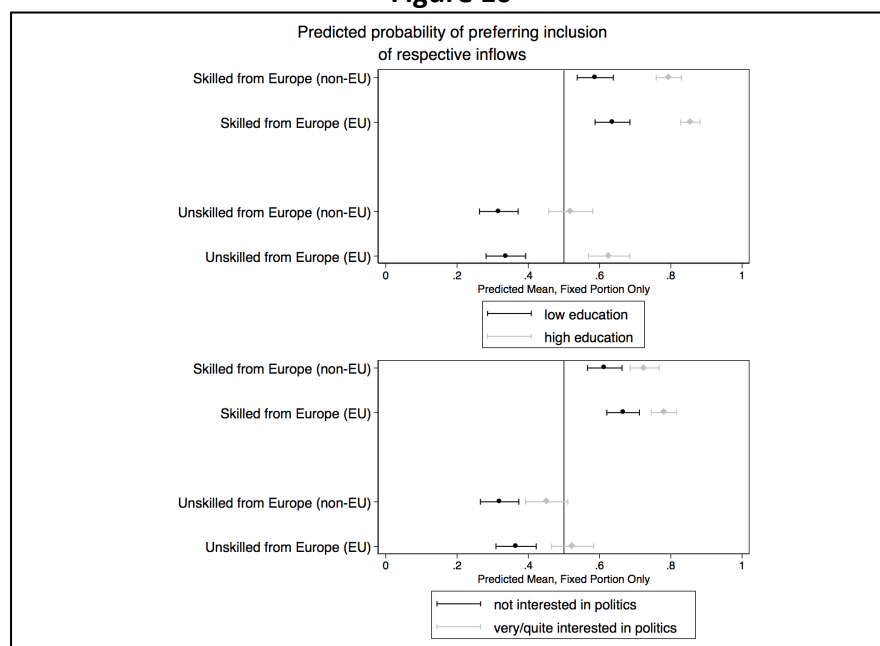 Predicted probability of preferring inclusion
of respective inflows
Skilled from Europe (non-EU)
Skilled from Europe (EU)
Unskilled from Europe (non-EU)
Unskilled from Europe (EU)
0 .2 .4 .6 .8 1
Predicted Mean, Fixed Portion Only
low education
high education
Skilled from Europe (non-EU)
Skilled from Europe (EU)
Unskilled from Europe (non-EU)
Unskilled from Europe (EU)
0 .2 .4 .6 .8 1
Predicted Mean, Fixed Portion Only
not interested in politics
very/quite interested in politics